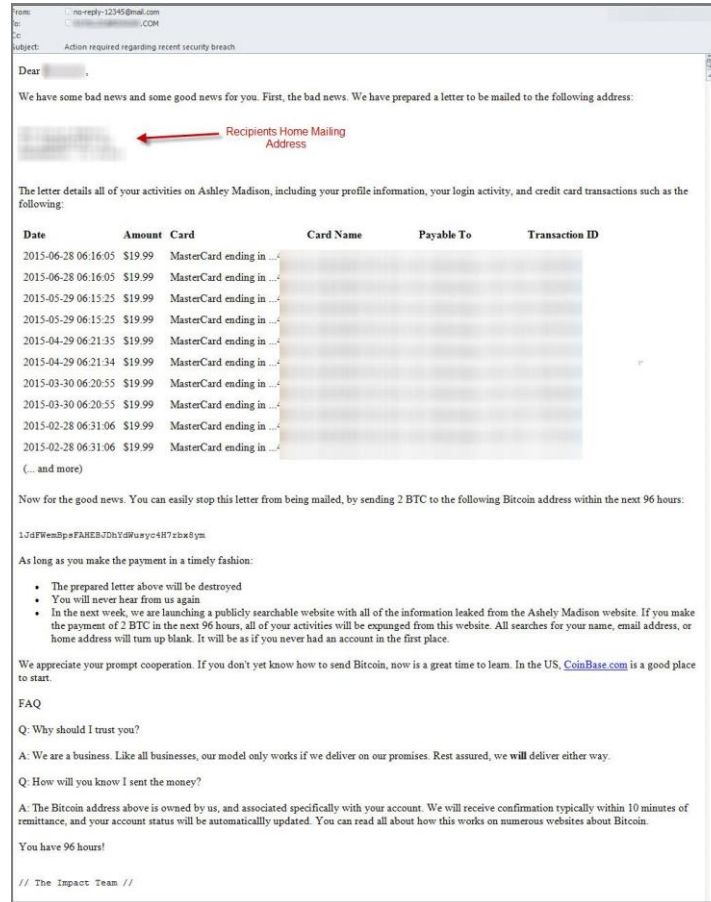 From: no-reply-12345@mail.com
To: .COM
Cc:
Subject: Action required regarding recent security breach
Dear ,
We have some bad news and some good news for you. First, the bad news. We have prepared a letter to be mailed to the following address:
Recipients Home Mailing
Address
The letter details all of your activities on Ashley Madison, including your profile information, your login activity, and credit card transactions such as the
following:
Date Amount Card Card Name Payable To Transaction ID
2015-06-28 06:16:05 $19.99 MasterCard ending in ...4
2015-06-28 06:16:05 $19.99 MasterCard ending in ...4
2015-05-29 06:15:25 $19.99 MasterCard ending in ...4
2015-05-29 06:15:25 $19.99 MasterCard ending in ...4
2015-04-29 06:21:35 $19.99 MasterCard ending in ...4
2015-04-29 06:21:34 $19.99 MasterCard ending in ...4
2015-03-30 06:20:55 $19.99 MasterCard ending in ...4
2015-03-30 06:20:55 $19.99 MasterCard ending in ...4
2015-02-28 06:31:06 $19.99 MasterCard ending in ...4
2015-02-28 06:31:06 $19.99 MasterCard ending in ...4
(... and more)
Now for the good news. You can easily stop this letter from being mailed, by sending 2 BTC to the following Bitcoin address within the next 96 hours:
1JdFWemBpsFAHEBJDhYdWusyc4H7rbx8ym
As long as you make the payment in a timely fashion:
• The prepared letter above will be destroyed
• You will never hear from us again
• In the next week, we are launching a publicly searchable website with all of the information leaked from the Ashely Madison website. If you make
the payment of 2 BTC in the next 96 hours, all of your activities will be expunged from this website. All searches for your name, email address, or
home address will turn up blank. It will be as if you never had an account in the first place.
We appreciate your prompt cooperation. If you don't yet know how to send Bitcoin, now is a great time to learn. In the US, CoinBase.com is a good place
to start.
FAQ
Q: Why should I trust you?
A: We are a business. Like all businesses, our model only works if we deliver on our promises. Rest assured, we will deliver either way.
Q: How will you know I sent the money?
A: The Bitcoin address above is owned by us, and associated specifically with your account. We will receive confirmation typically within 10 minutes of
remittance, and your account status will be automaticallly updated. You can read all about how this works on numerous websites about Bitcoin.
You have 96 hours!
// The Impact Team //